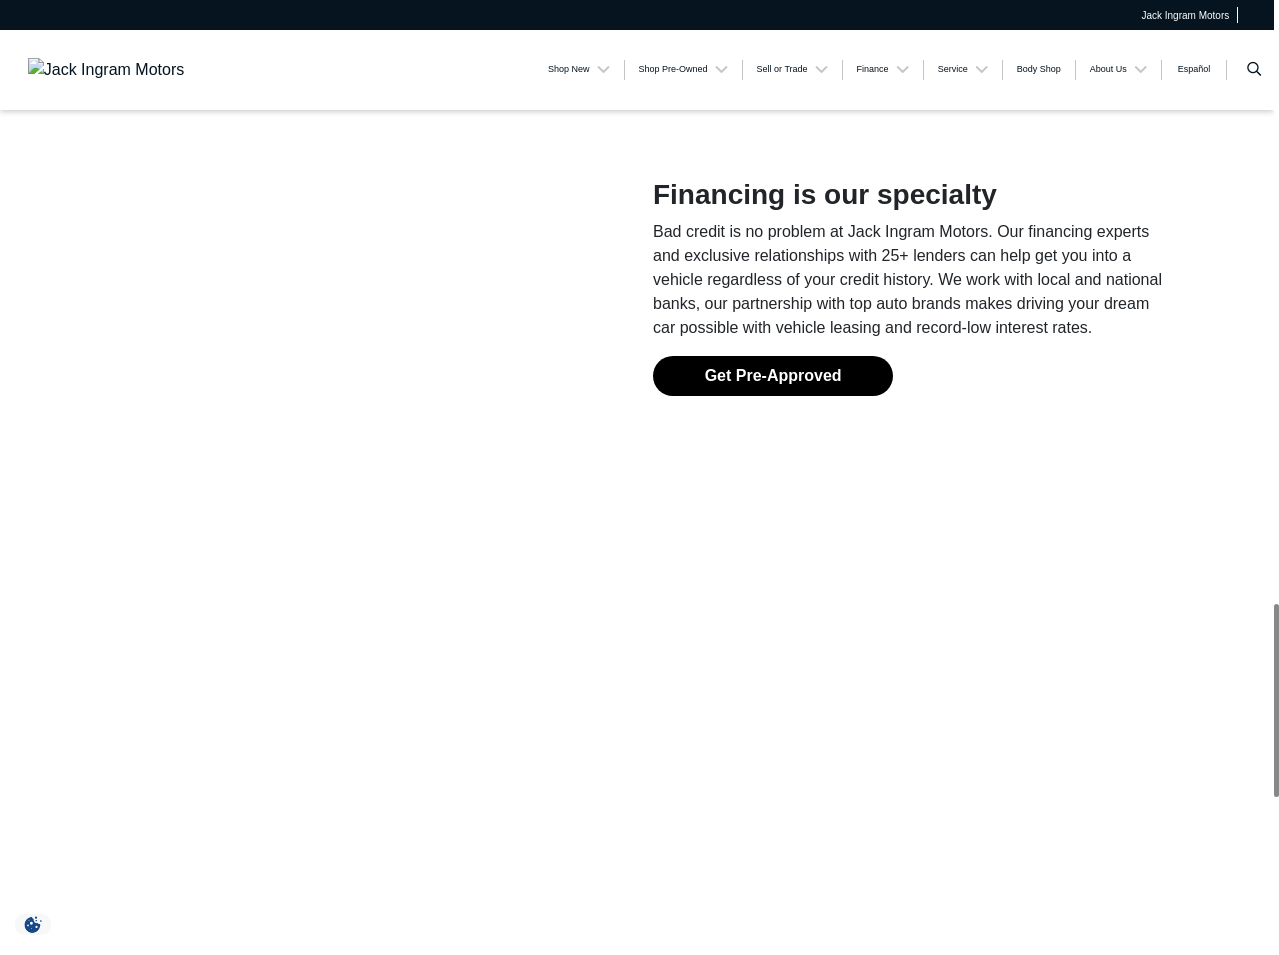 Jack Ingram Motors
Jack Ingram Motors
Shop New
Shop Pre-Owned
Sell or Trade
Finance
Service
Body Shop
About Us
Español
Financing is our specialty
Bad credit is no problem at Jack Ingram Motors. Our financing experts
and exclusive relationships with 25+ lenders can help get you into a
vehicle regardless of your credit history. We work with local and national
banks, our partnership with top auto brands makes driving your dream
car possible with vehicle leasing and record-low interest rates.
Get Pre-Approved